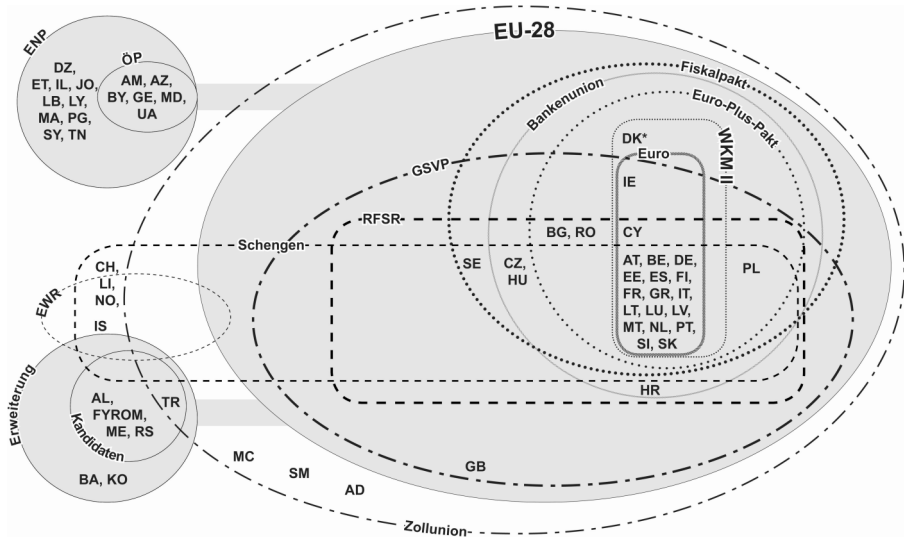 EU-28
ENP
ÖP
DZ,
ET, IL, JO,
LB, LY,
MA, PG,
SY, TN
AM, AZ,
BY, GE, MD,
UA
Fiskalpakt
Bankenunion
Euro-Plus-Pakt
WKM II
DK*
Euro
IE
GSVP
RFSR
BG, RO
CY
Schengen
SE
CZ,
HU
AT, BE, DE,
EE, ES, FI,
FR, GR, IT,
LT, LU, LV,
MT, NL, PT,
SI, SK
PL
CH,
LI,
NO,
IS
EWR
Erweiterung
AL,
FYROM,
ME, RS
TR
Kandidaten
BA, KO
HR
MC
SM
AD
GB
Zollunion